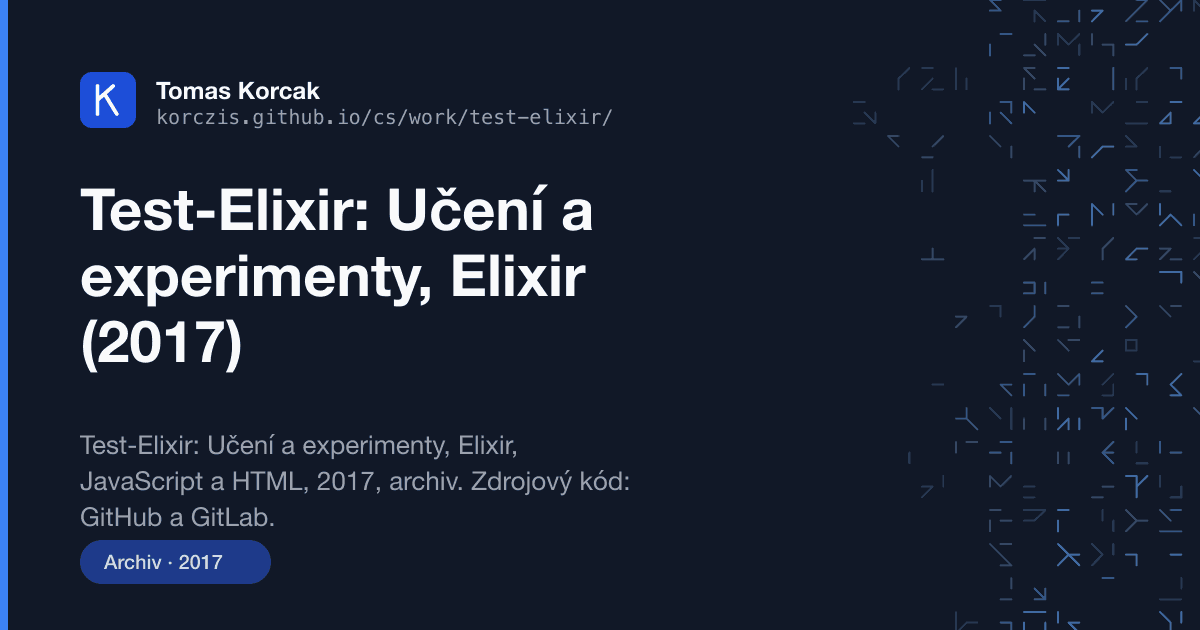 K
Tomas Korcak
korczis.github.io/cs/work/test-elixir/
Test-Elixir: Učení a
experimenty, Elixir
(2017)
Test-Elixir: Učení a experimenty, Elixir,
JavaScript a HTML, 2017, archiv. Zdrojový kód:
GitHub a GitLab.
Archiv · 2017